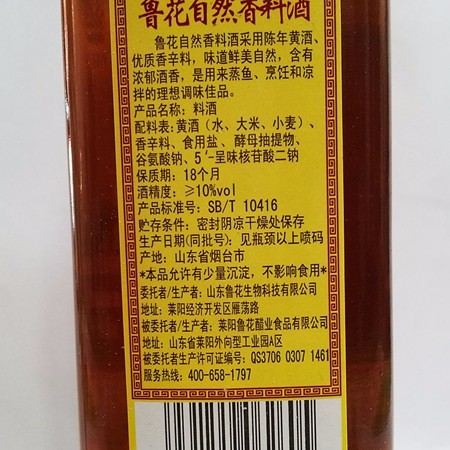 鲁花自然香料酒
鲁花自然香料酒采用陈年黄酒、
优质香辛料，味道鲜美自然，含有
浓郁酒香，是用来蒸鱼、烹饪和凉
拌的理想调味佳品。
产品名称：料酒
配料表：黄酒（水、大米、小麦）、
香辛料、食用盐、酵母抽提物、
谷氨酸钠、5′-呈味核苷酸二钠
保质期：18个月
酒精度：≥10%vol
产品标准号：SB/T 10416
贮存条件：密封阴凉干燥处保存
生产日期(同批号)：见瓶颈以上喷码
产地：山东省烟台市
*本品允许有少量沉淀，不影响食用*
委托者/生产者：山东鲁花生物科技有限公司
地址：莱阳经济开发区雁荡路
被委托者/生产者：莱阳鲁花醋业食品有限公司
地址：山东省莱阳外向型工业园A区
被委托者生产许可证编号：QS3706 0307 1461
服务热线：400-658-1797